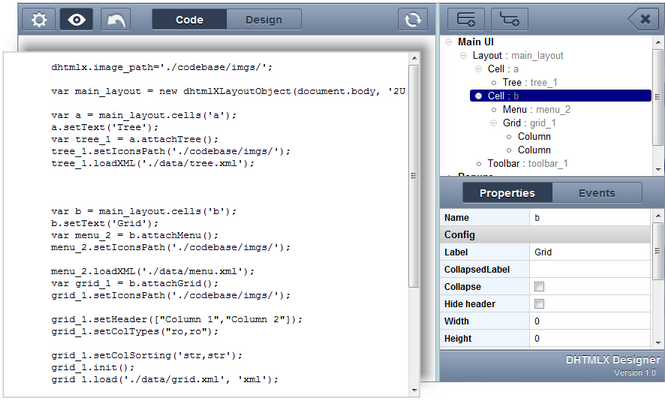 Code
Design
dhtmlx.image_path='./codebase/imgs/';
var main_layout = new dhtmlXLayoutObject(document.body, '2U
var a = main_layout.cells('a');
a.setText('Tree');
var tree_1 = a.attachTree();
tree_1.setIconsPath('./codebase/imgs/');
tree_1.loadXML('./data/tree.xml');
var b = main_layout.cells('b');
b.setText('Grid');
var menu_2 = b.attachMenu();
menu_2.setIconsPath('./codebase/imgs/');
menu_2.loadXML('./data/menu.xml');
var grid_1 = b.attachGrid();
grid_1.setIconsPath('./codebase/imgs/');
grid_1.setHeader(["Column 1","Column 2"]);
grid_1.setColTypes("ro,ro");
grid_1.setColSorting('str,str');
grid_1.init();
grid_1.load('./data/grid.xml', 'xml');
Main UI
Layout : main_layout
Cell : a
Tree : tree_1
Cell : b
Menu : menu_2
Grid : grid_1
Column
Column
Toolbar : toolbar_1
Properties
Events
Name b
Config
Label Grid
CollapsedLabel
Collapse
Hide header
Width 0
Height 0
DHTMLX Designer
Version 1.0